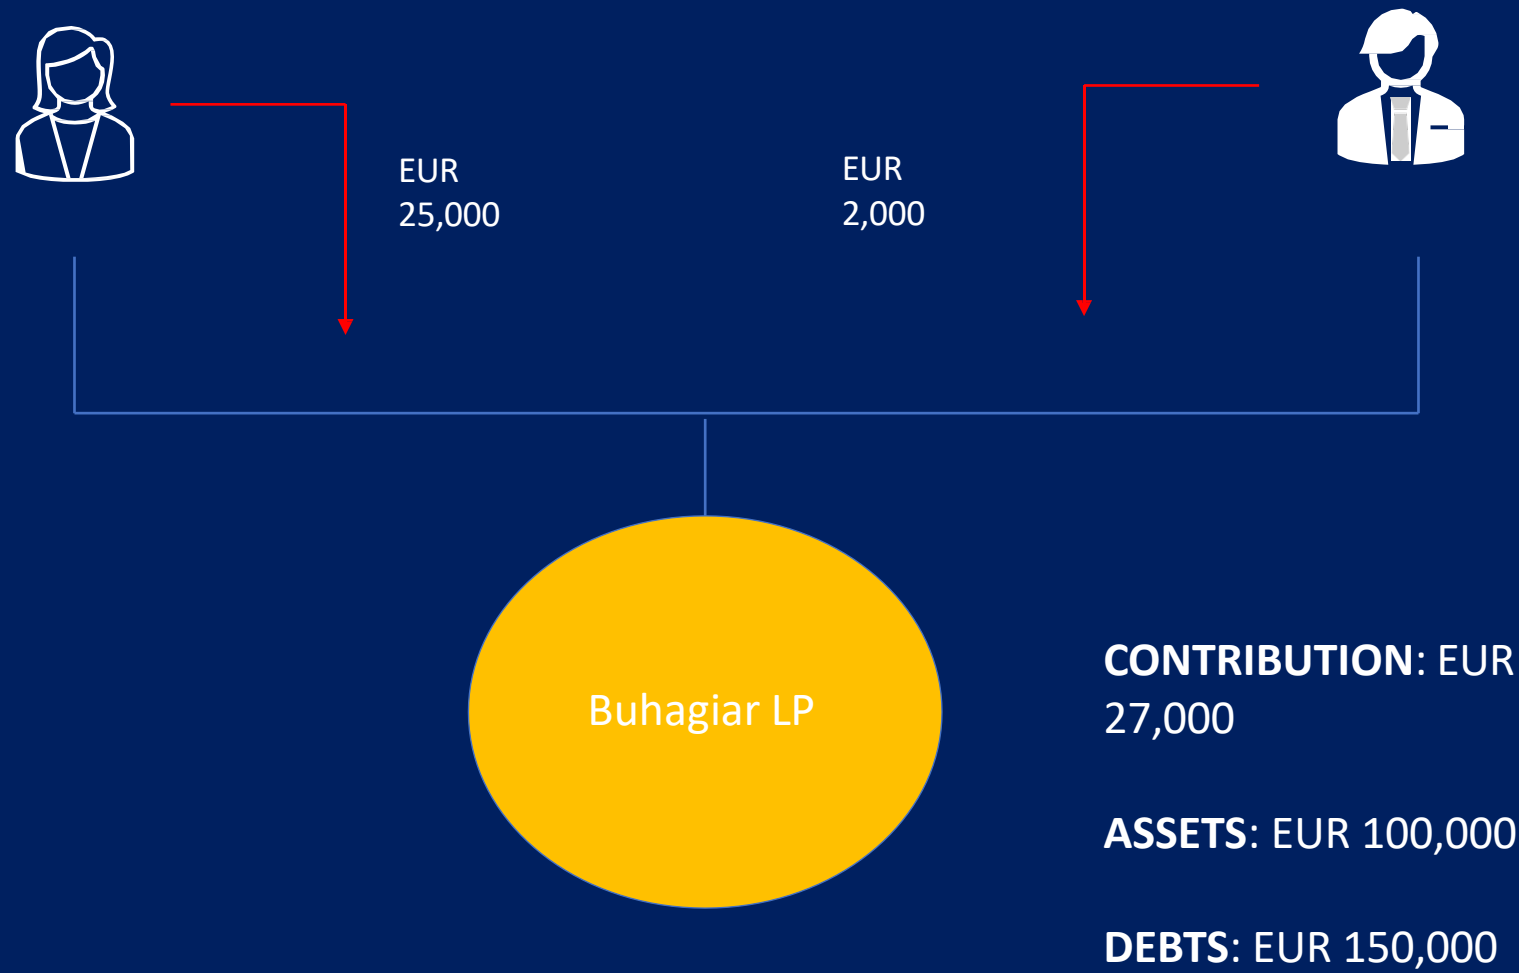 EUR
25,000
EUR
2,000
Buhagiar LP
CONTRIBUTION: EUR
27,000
ASSETS: EUR 100,000
DEBTS: EUR 150,000